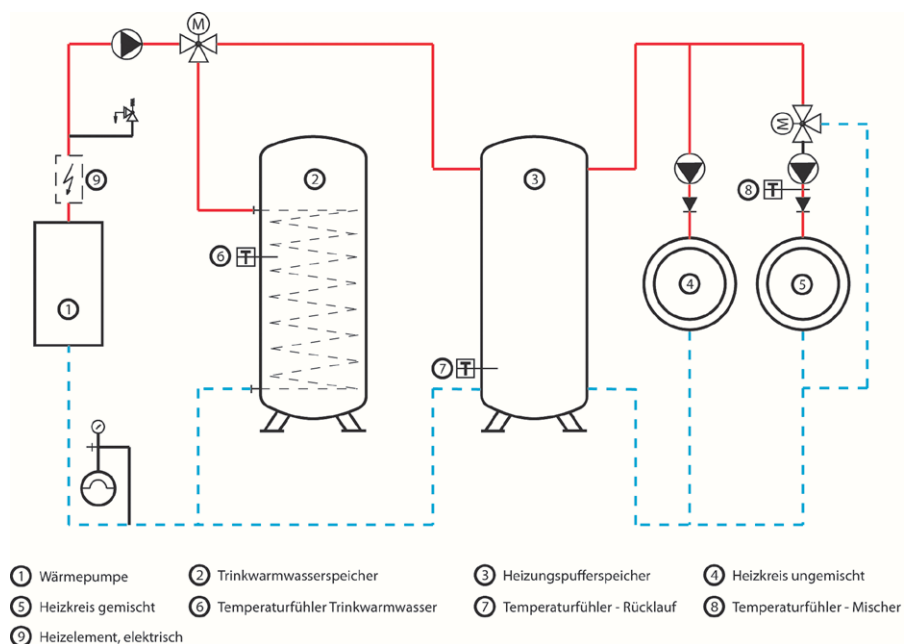 M
9
2
3
M
8
6
T
T
1
4
5
7
T
1 Wärmepumpe
2 Trinkwarmwasserspeicher
3 Heizungspufferspeicher
4 Heizkreis ungemischt
5 Heizkreis gemischt
6 Temperaturfühler Trinkwarmwasser
7 Temperaturfühler - Rücklauf
8 Temperaturfühler - Mischer
9 Heizelement, elektrisch